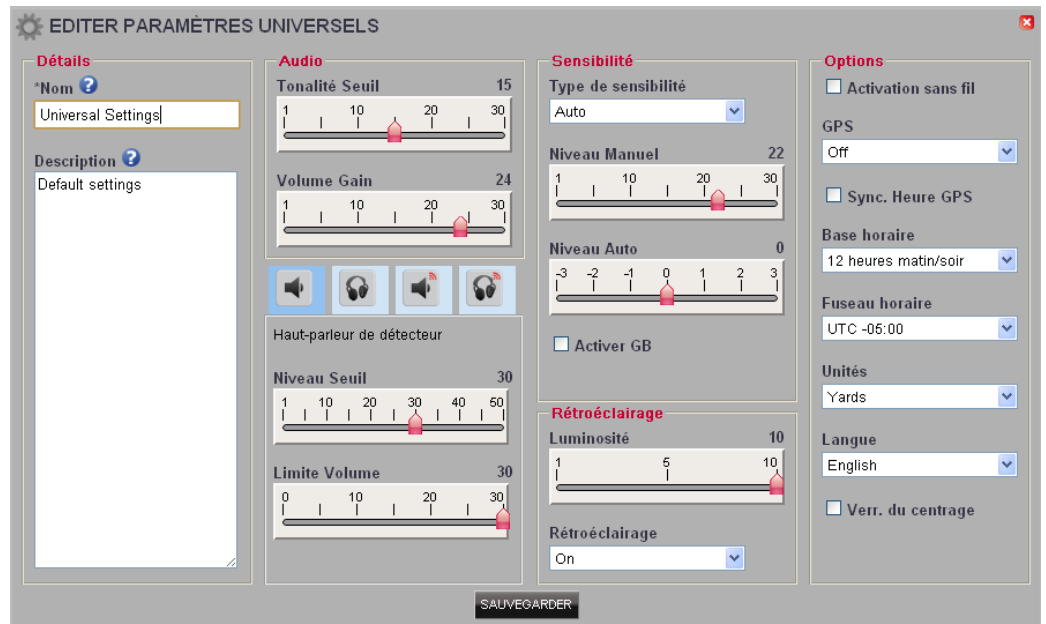 EDITER PARAMÈTRES UNIVERSELS
Détails
*Nom ?
Universal Settings
Description ?
Default settings
Audio
Tonalité Seuil 15
1 10 20 30
Volume Gain 24
1 10 20 30
Haut-parleur de détecteur
Niveau Seuil 30
1 10 20 30 40 50
Limite Volume 30
0 10 20 30
Sensibilité
Type de sensibilité
Auto
Niveau Manuel 22
1 10 20 30
Niveau Auto 0
-3 -2 -1 0 1 2 3
Activer GB
Rétroéclairage
Luminosité 10
1 5 10
Rétroéclairage
On
Options
Activation sans fil
GPS
Off
Sync. Heure GPS
Base horaire
12 heures matin/soir
Fuseau horaire
UTC -05:00
Unités
Yards
Langue
English
Verr. du centrage
SAUVEGARDER